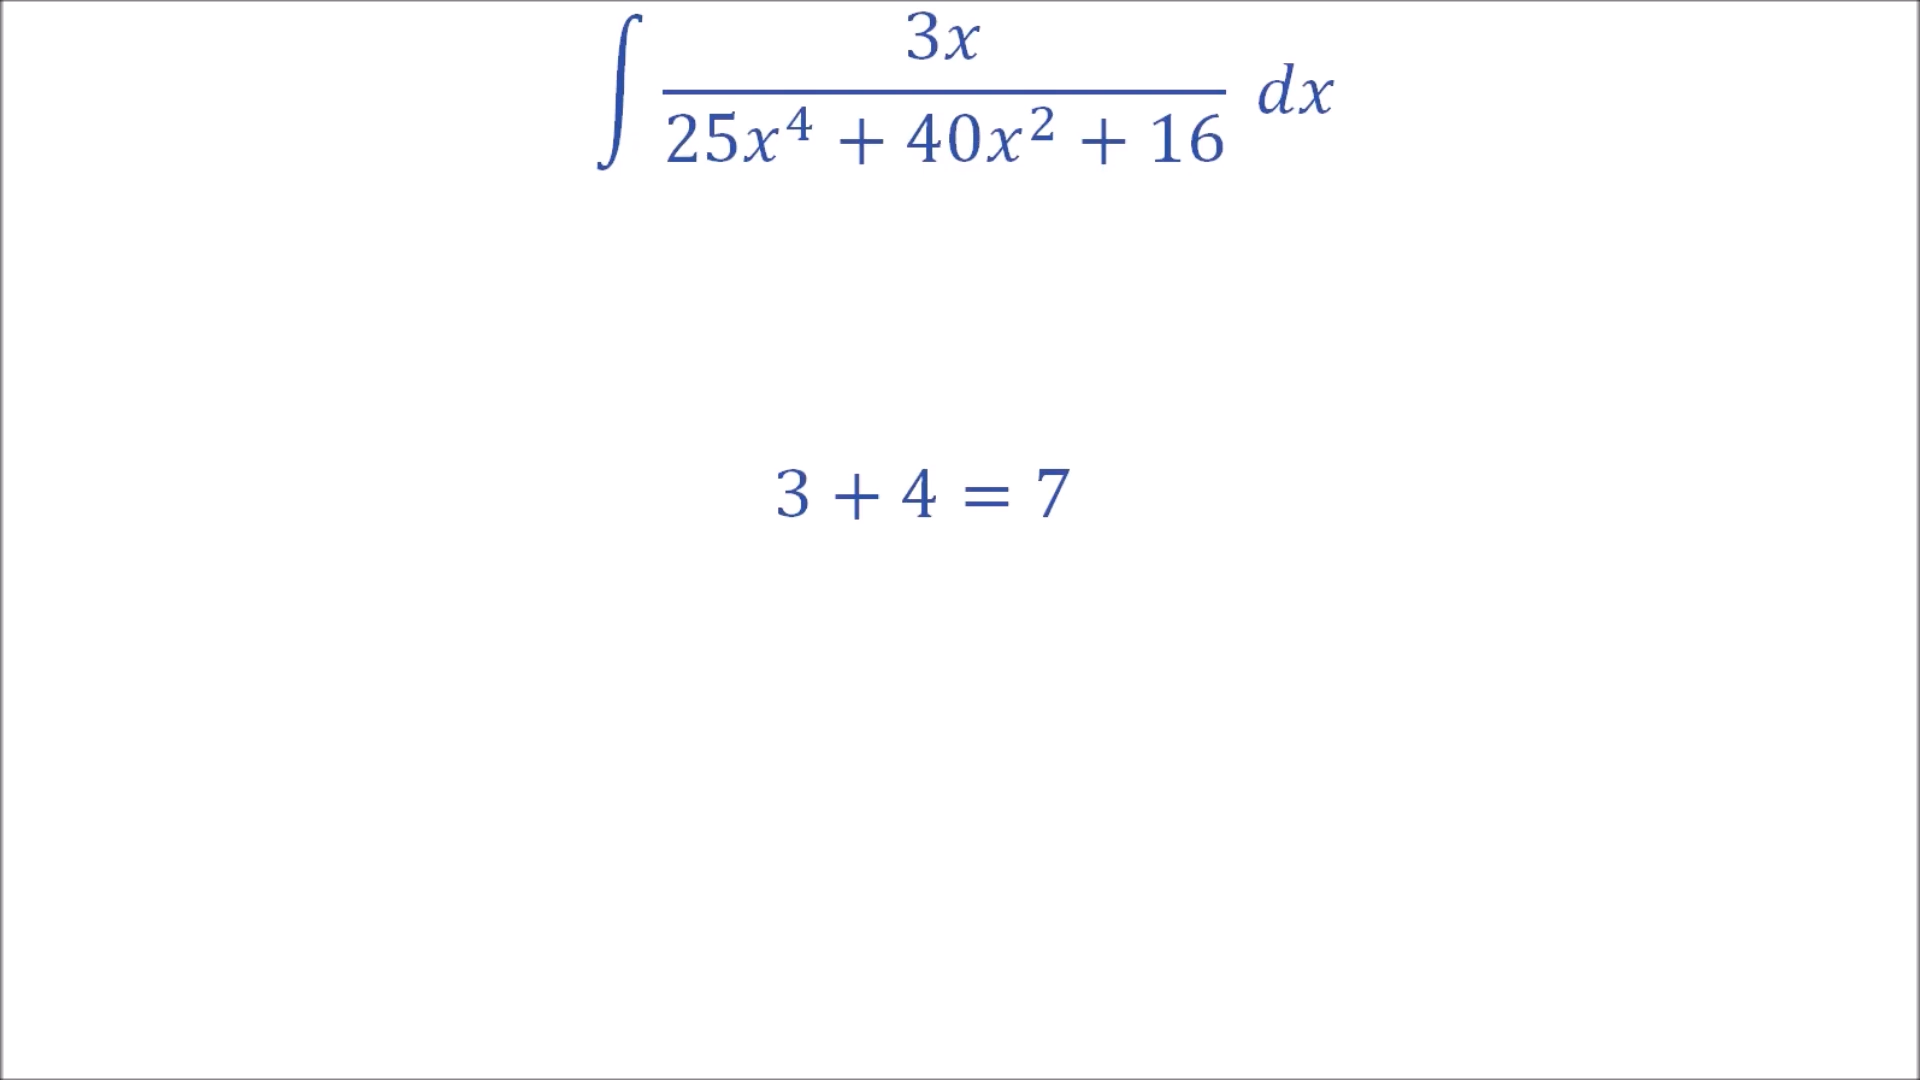 ∫ 3x / (25x⁴ + 40x² + 16) dx
3 + 4 = 7